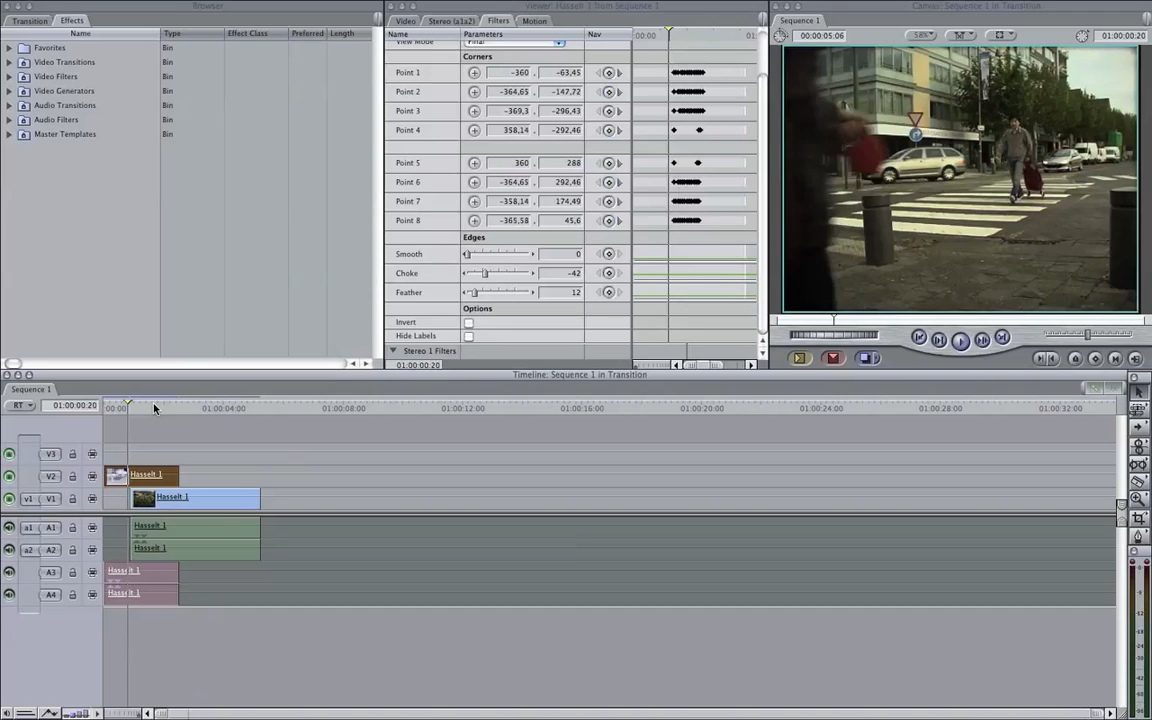 Browser
Viewer: Hasselt 1 from Sequence 1
Canvas: Sequence 1 in Transition
Transition Effects
Video Stereo (a1a2) Filters Motion
Sequence 1
Name Type Effect Class Preferred Length
Name Parameters Nav 00:00
00:00:05:06 58% 01:00:00:20
View Mode Final
Favorites Bin
Video Transitions Bin
Video Filters Bin
Video Generators Bin
Audio Transitions Bin
Audio Filters Bin
Master Templates Bin
Corners
Point 1 -360 , -63,45
Point 2 -364,65 , -147,72
Point 3 -369,3 , -296,43
Point 4 358,14 , -292,46
Point 5 360 , 288
Point 6 -364,65 , 292,46
Point 7 -358,14 , 174,49
Point 8 -365,58 , 45,6
Edges
Smooth 0
Choke -42
Feather 12
Options
Invert
Hide Labels
Stereo 1 Filters
01:00:00:20
Timeline: Sequence 1 in Transition
Sequence 1
RT 01:00:00:20 00:00 01:00:04:00 01:00:08:00 01:00:12:00 01:00:16:00 01:00:20:00 01:00:24:00 01:00:28:00 01:00:32:00
V3
V2 Hasselt 1
v1 V1 Hasselt 1
a1 A1 Hasselt 1
a2 A2 Hasselt 1
A3 Hasselt 1
A4 Hasselt 1